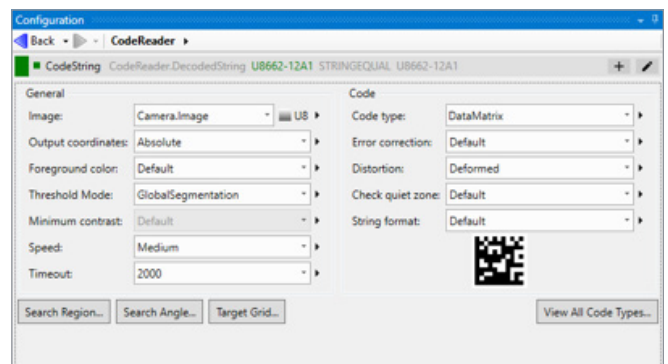 Configuration
Back CodeReader
CodeString CodeReader.DecodedString U8662-12A1 STRINGEQUAL U8662-12A1
General
Image: Camera.Image U8
Output coordinates: Absolute
Foreground color: Default
Threshold Mode: GlobalSegmentation
Minimum contrast: Default
Speed: Medium
Timeout: 2000
Code
Code type: DataMatrix
Error correction: Default
Distortion: Deformed
Check quiet zone: Default
String format: Default
Search Region... Search Angle... Target Grid... View All Code Types...